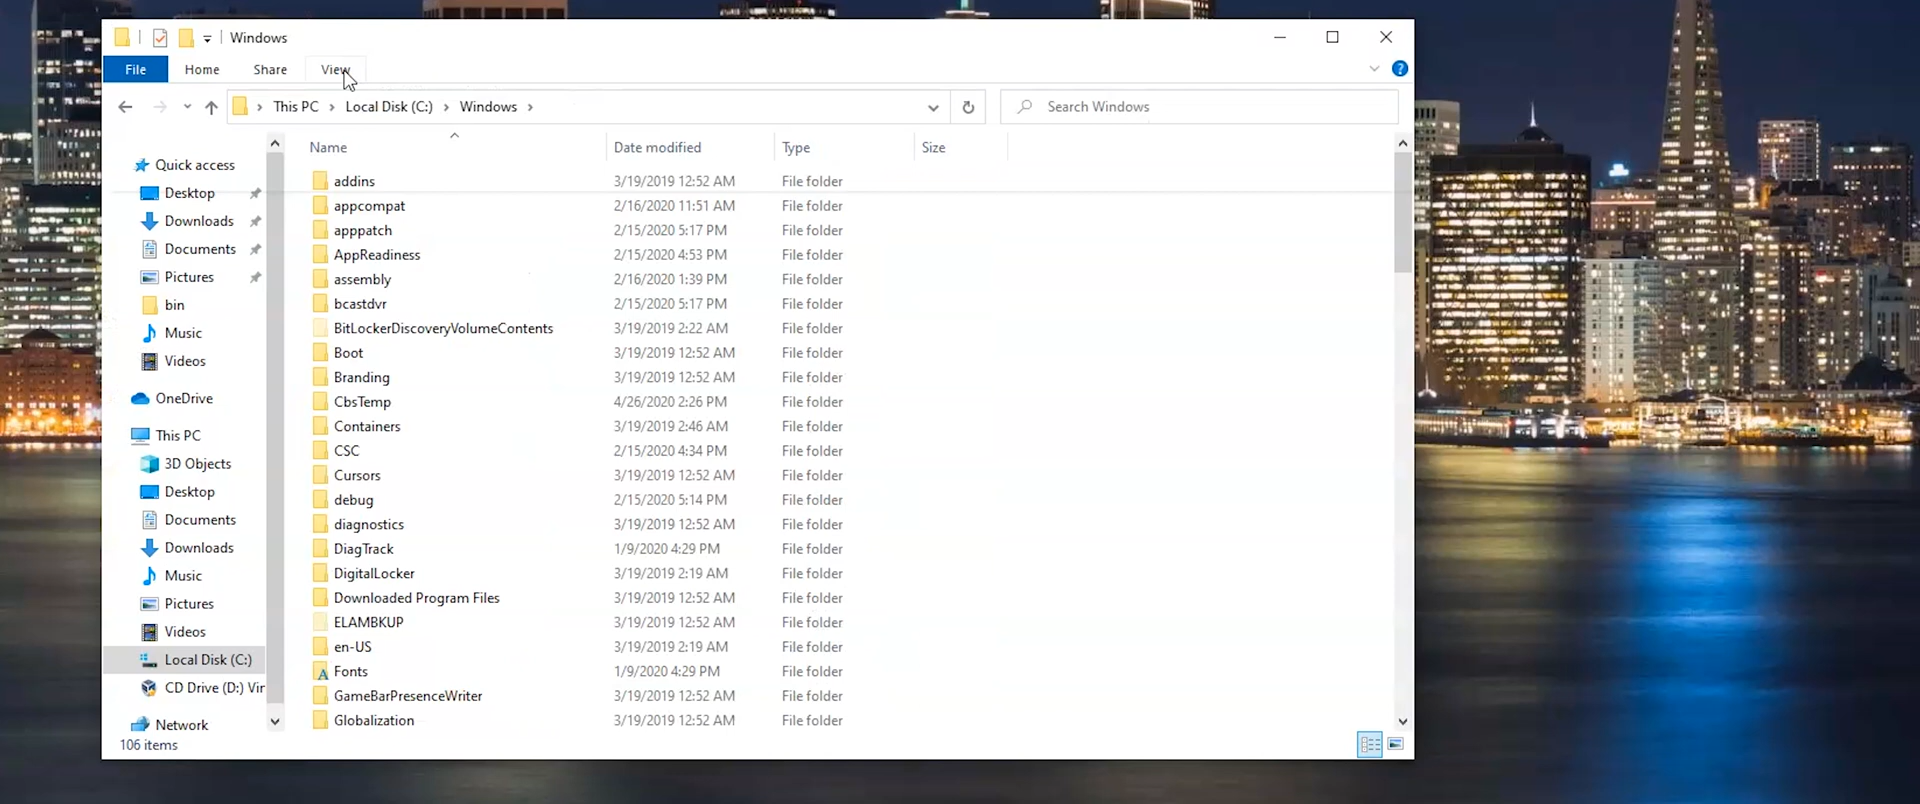 Windows
File Home Share View
This PC Local Disk (C:) Windows Search Windows
Name Date modified Type Size
Quick access
Desktop
Downloads
Documents
Pictures
bin
Music
Videos
OneDrive
This PC
3D Objects
Desktop
Documents
Downloads
Music
Pictures
Videos
Local Disk (C:)
CD Drive (D:) Vir
Network
addins 3/19/2019 12:52 AM File folder
appcompat 2/16/2020 11:51 AM File folder
apppatch 2/15/2020 5:17 PM File folder
AppReadiness 2/15/2020 4:53 PM File folder
assembly 2/16/2020 1:39 PM File folder
bcastdvr 2/15/2020 5:17 PM File folder
BitLockerDiscoveryVolumeContents 3/19/2019 2:22 AM File folder
Boot 3/19/2019 12:52 AM File folder
Branding 3/19/2019 12:52 AM File folder
CbsTemp 4/26/2020 2:26 PM File folder
Containers 3/19/2019 2:46 AM File folder
CSC 2/15/2020 4:34 PM File folder
Cursors 3/19/2019 12:52 AM File folder
debug 2/15/2020 5:14 PM File folder
diagnostics 3/19/2019 12:52 AM File folder
DiagTrack 1/9/2020 4:29 PM File folder
DigitalLocker 3/19/2019 2:19 AM File folder
Downloaded Program Files 3/19/2019 12:52 AM File folder
ELAMBKUP 3/19/2019 12:52 AM File folder
en-US 3/19/2019 2:19 AM File folder
Fonts 1/9/2020 4:29 PM File folder
GameBarPresenceWriter 3/19/2019 12:52 AM File folder
Globalization 3/19/2019 12:52 AM File folder
106 items